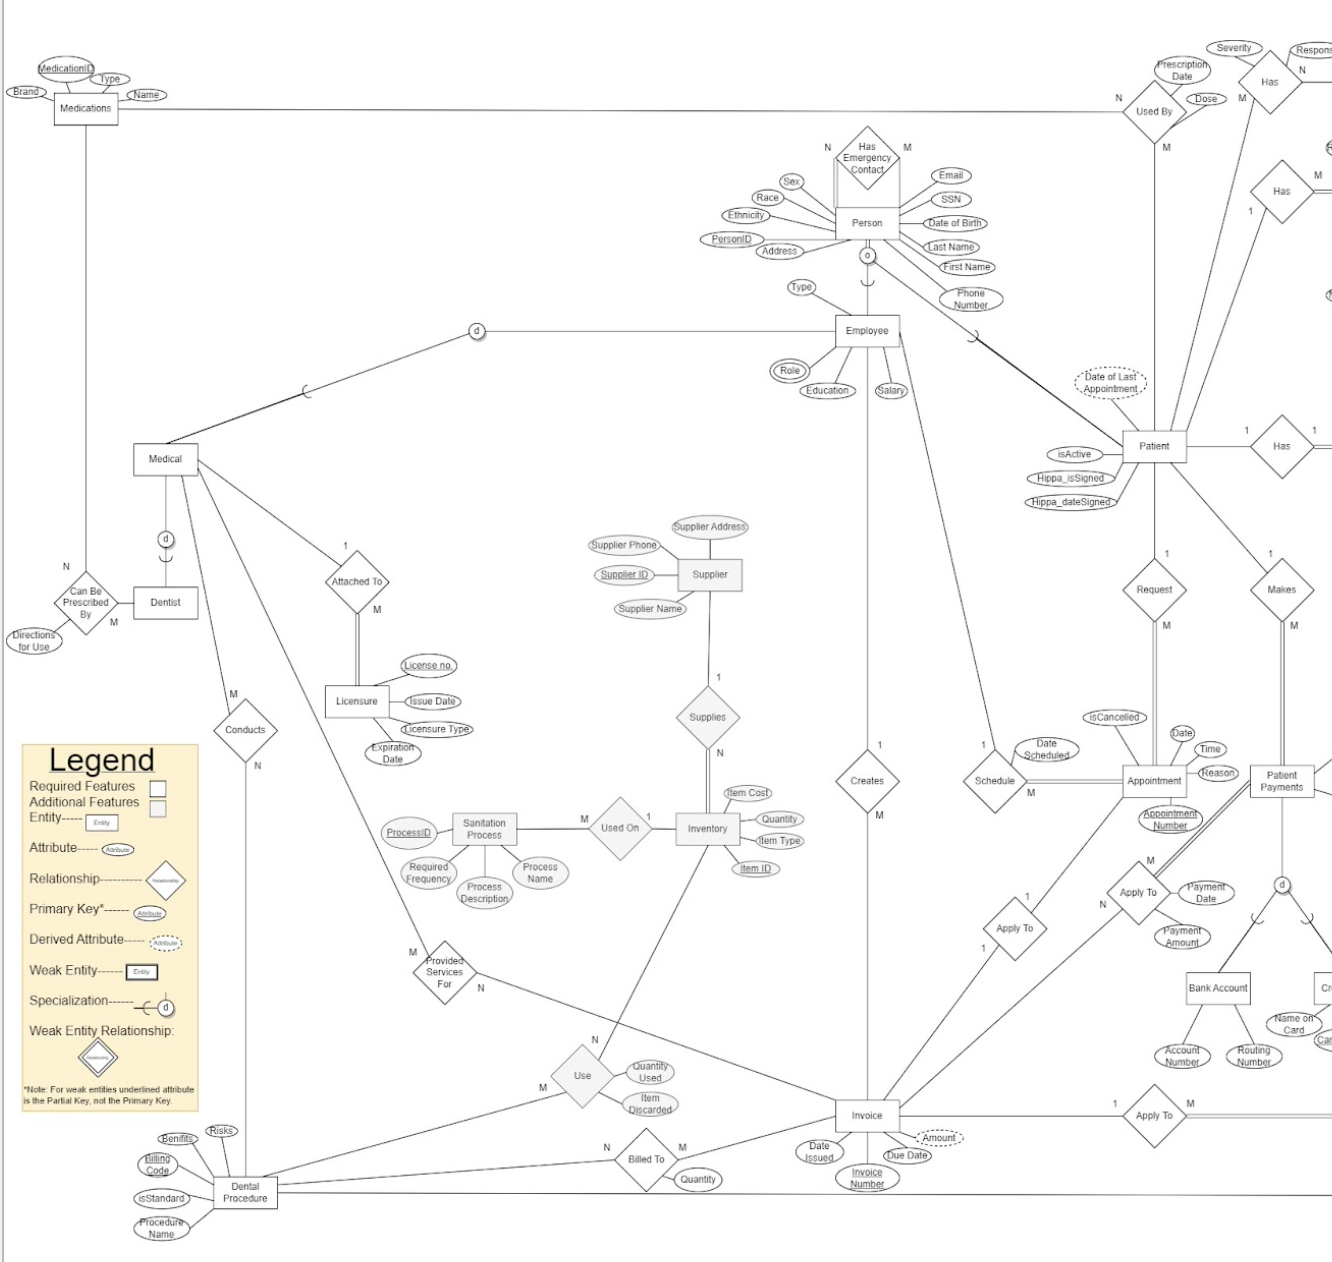 MedicationID
Type
Brand
Name
Medications
N
Used By
Prescription
Date
Dose
M
Severity
Has
N
M
Has
M
1
N
Has
Emergency
Contact
M
Sex
Race
Ethnicity
PersonID
Address
Person
Email
SSN
Date of Birth
Last Name
First Name
Phone
Number
o
Type
Employee
d
Role
Education
Salary
Date of Last
Appointment
Patient
isActive
Hippa_isSigned
Hippa_dateSigned
1
Has
1
Medical
d
Dentist
N
Can Be
Prescribed
By
M
Directions
for Use
1
Attached To
M
License no.
Licensure
Issue Date
Licensure Type
Expiration
Date
Supplier Address
Supplier Phone
Supplier ID
Supplier
Supplier Name
1
Supplies
N
1
Request
M
1
Makes
M
M
Conducts
N
Legend
Required Features
Additional Features
Entity-----
Entity
Attribute-----
Attribute
Relationship----------
Relationship
Primary Key*------
Attribute
Derived Attribute-----
Attribute
Weak Entity------
Entity
Specialization------
d
Weak Entity Relationship:
Relationship
*Note: For weak entities underlined attribute
is the Partial Key, not the Primary Key.
ProcessID
Sanitation
Process
Required
Frequency
Process
Description
Process
Name
M
Used On
1
Inventory
Item Cost
Quantity
Item Type
Item ID
1
Creates
M
1
Schedule
M
Date
Scheduled
isCancelled
Date
Time
Reason
Appointment
Appointment
Number
Patient
Payments
M
Apply To
N
Payment
Date
Payment
Amount
1
Apply To
1
d
Bank Account
Account
Number
Routing
Number
Name on
Card
M
Provided
Services
For
N
N
Use
M
Quantity
Used
Item
Discarded
N
Billed To
M
Quantity
Invoice
Date
Issued
Invoice
Number
Due Date
Amount
1
Apply To
M
Risks
Benifits
Billing
Code
isStandard
Procedure
Name
Dental
Procedure